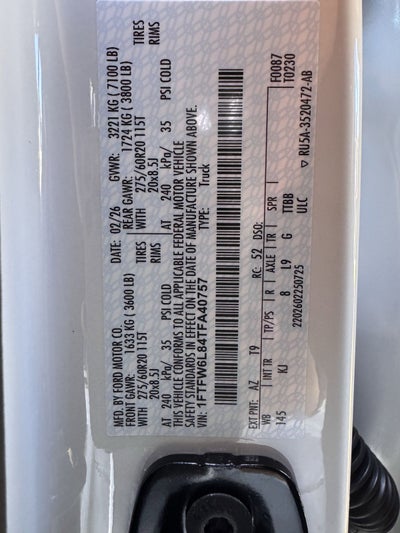 MFD. BY FORD MOTOR CO.
DATE: 02/26 GVWR: 3221 KG ( 7100 LB)
FRONT GAWR: 1633 KG ( 3600 LB) REAR GAWR: 1724 KG ( 3800 LB)
WITH 275/60R20 115T TIRES WITH 275/60R20 115T TIRES
20x8.5J RIMS 20x8.5J RIMS
AT 240 kPa/ 35 PSI COLD AT 240 kPa/ 35 PSI COLD
THIS VEHICLE CONFORMS TO ALL APPLICABLE FEDERAL MOTOR VEHICLE
SAFETY STANDARDS IN EFFECT ON THE DATE OF MANUFACTURE SHOWN ABOVE.
VIN: 1FTFW6L84TFA40757 TYPE: Truck
F0087
T0230
EXT PNT: AZ T9 RC: 52 DSO:
WB INT TR TP/PS R AXLE TR SPR
145 KJ 8 L9 G TTBB
ULC
2202602250725
▽ RU5A-3520472-AB